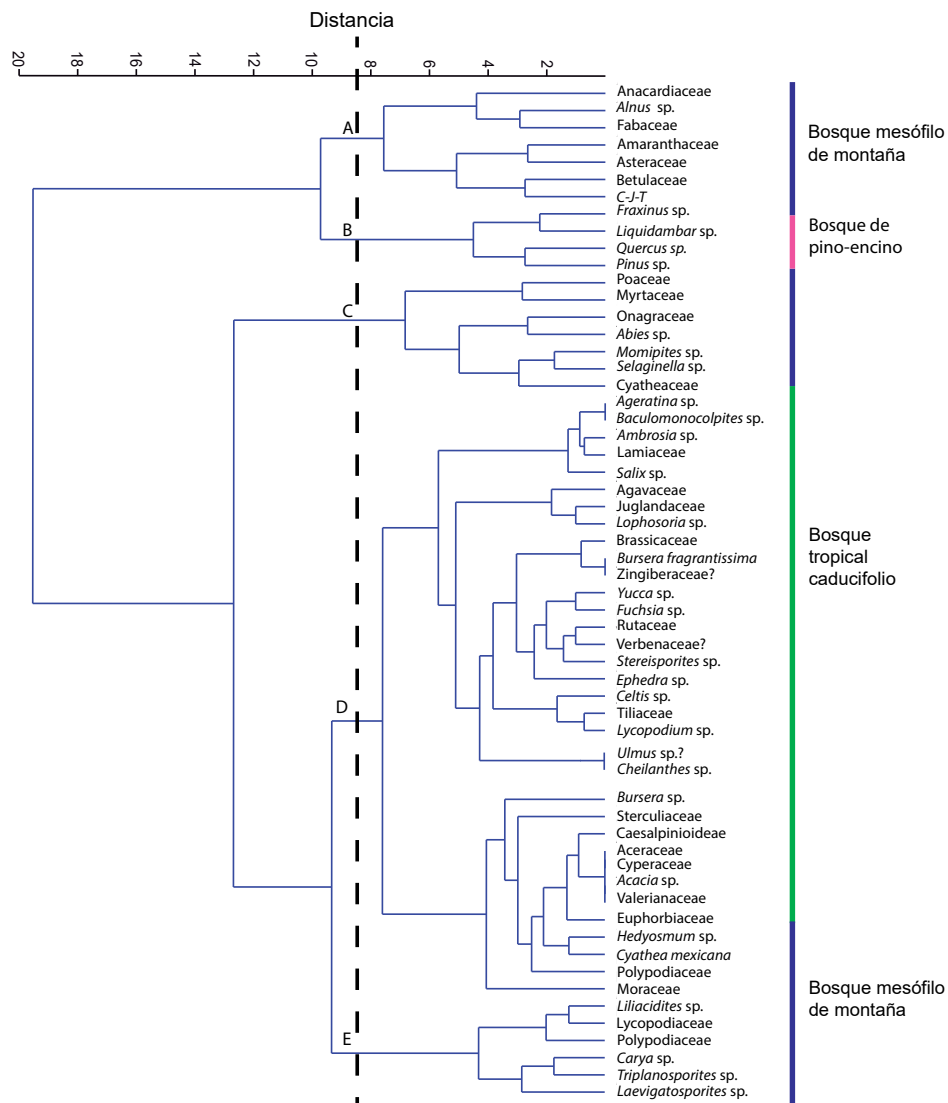 Distancia
20 18 16 14 12 10 8 6 4 2
A
B
C
D
E
Anacardiaceae
Alnus sp.
Fabaceae
Amaranthaceae
Asteraceae
Betulaceae
C-J-T
Fraxinus sp.
Liquidambar sp.
Quercus sp.
Pinus sp.
Poaceae
Myrtaceae
Onagraceae
Abies sp.
Momipites sp.
Selaginella sp.
Cyatheaceae
Ageratina sp.
Baculomonocolpites sp.
Ambrosia sp.
Lamiaceae
Salix sp.
Agavaceae
Juglandaceae
Lophosoria sp.
Brassicaceae
Bursera fragrantissima
Zingiberaceae?
Yucca sp.
Fuchsia sp.
Rutaceae
Verbenaceae?
Stereisporites sp.
Ephedra sp.
Celtis sp.
Tiliaceae
Lycopodium sp.
Ulmus sp.?
Cheilanthes sp.
Bursera sp.
Sterculiaceae
Caesalpinioideae
Aceraceae
Cyperaceae
Acacia sp.
Valerianaceae
Euphorbiaceae
Hedyosmum sp.
Cyathea mexicana
Polypodiaceae
Moraceae
Liliacidites sp.
Lycopodiaceae
Polypodiaceae
Carya sp.
Triplanosporites sp.
Laevigatosporites sp.
Bosque mesófilo
de montaña
Bosque de
pino-encino
Bosque
tropical
caducifolio
Bosque mesófilo
de montaña